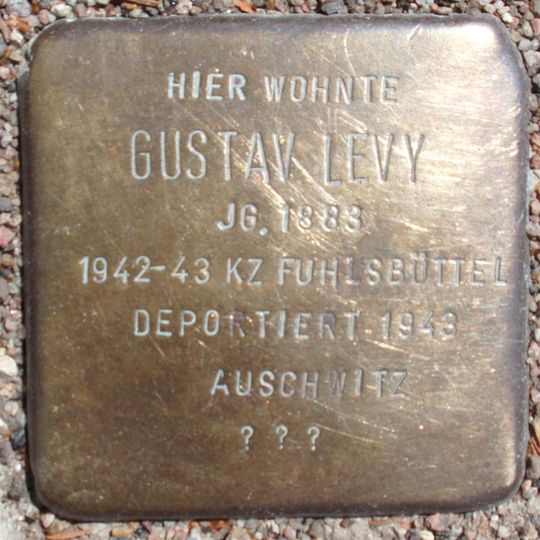 HIER WOHNTE
GUSTAV LEVY
JG. 1883
1942-43 KZ FUHLSBÜTTEL
DEPORTIERT 1943
AUSCHWITZ
? ? ?